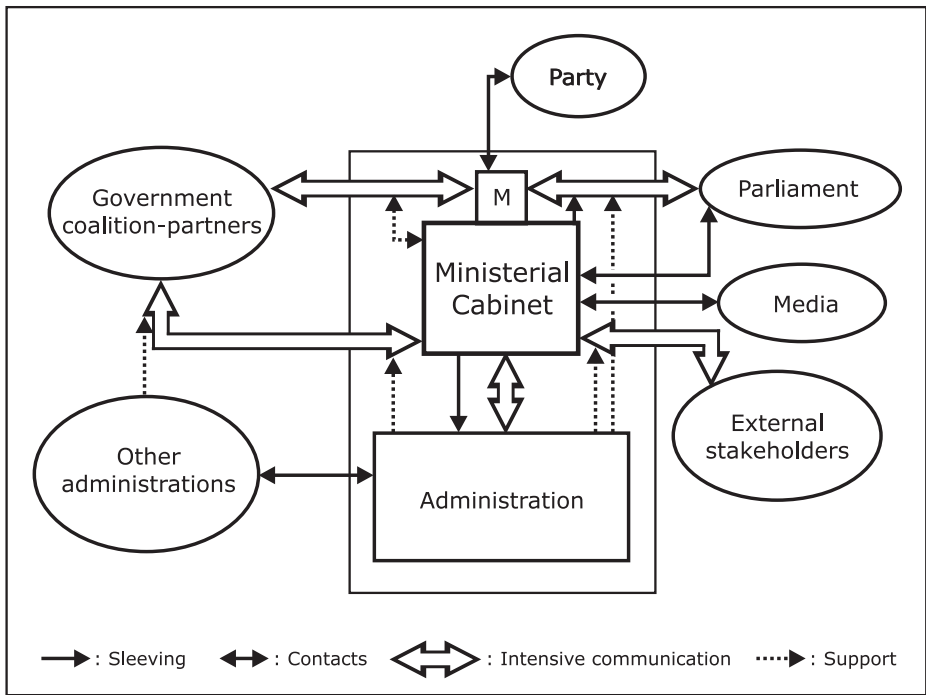 Party
Government
coalition-partners
M
Parliament
Ministerial
Cabinet
Media
Other
administrations
Administration
External
stakeholders
: Sleeving
: Contacts
: Intensive communication
: Support